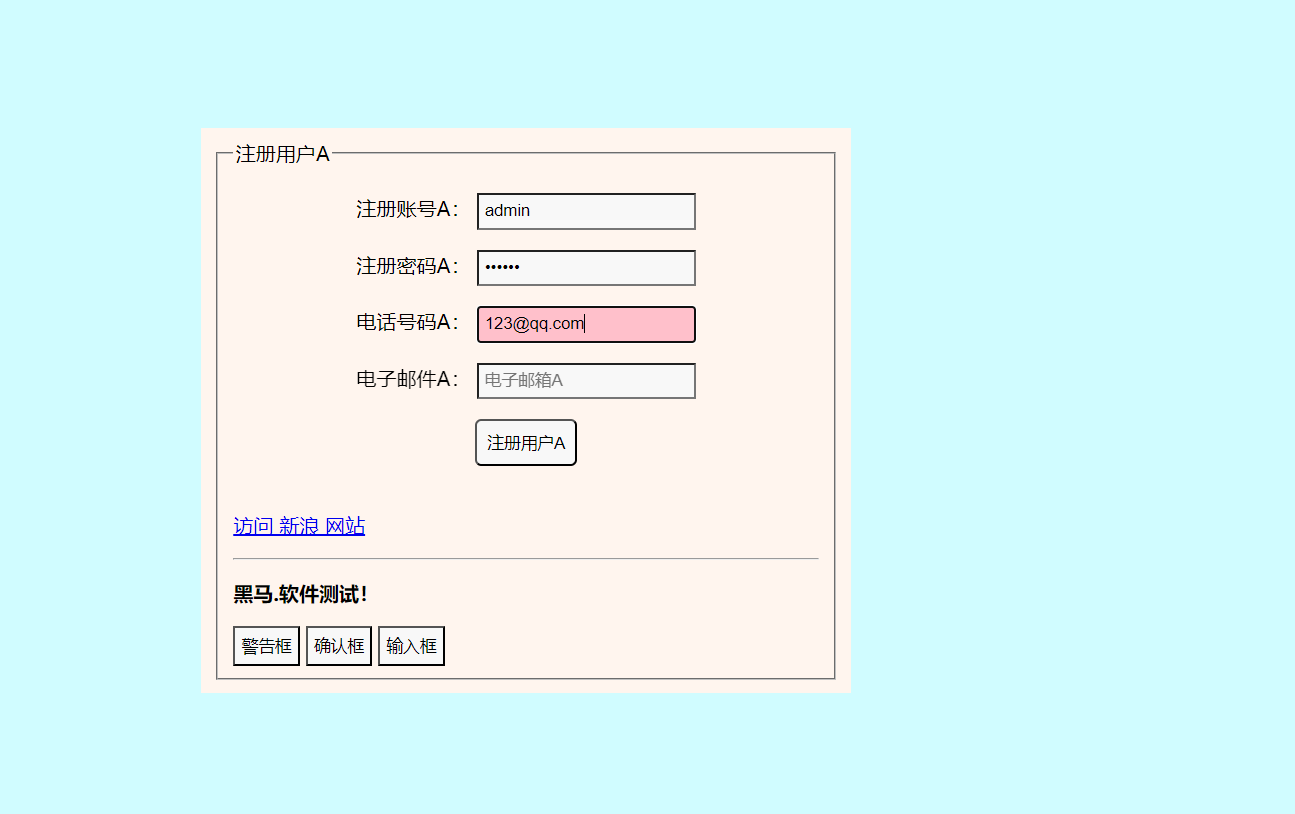 注册用户A
注册账号A： admin
注册密码A： ••••••
电话号码A： 123@qq.com
电子邮件A： 电子邮箱A
注册用户A
访问 新浪 网站
黑马.软件测试！
警告框 确认框 输入框